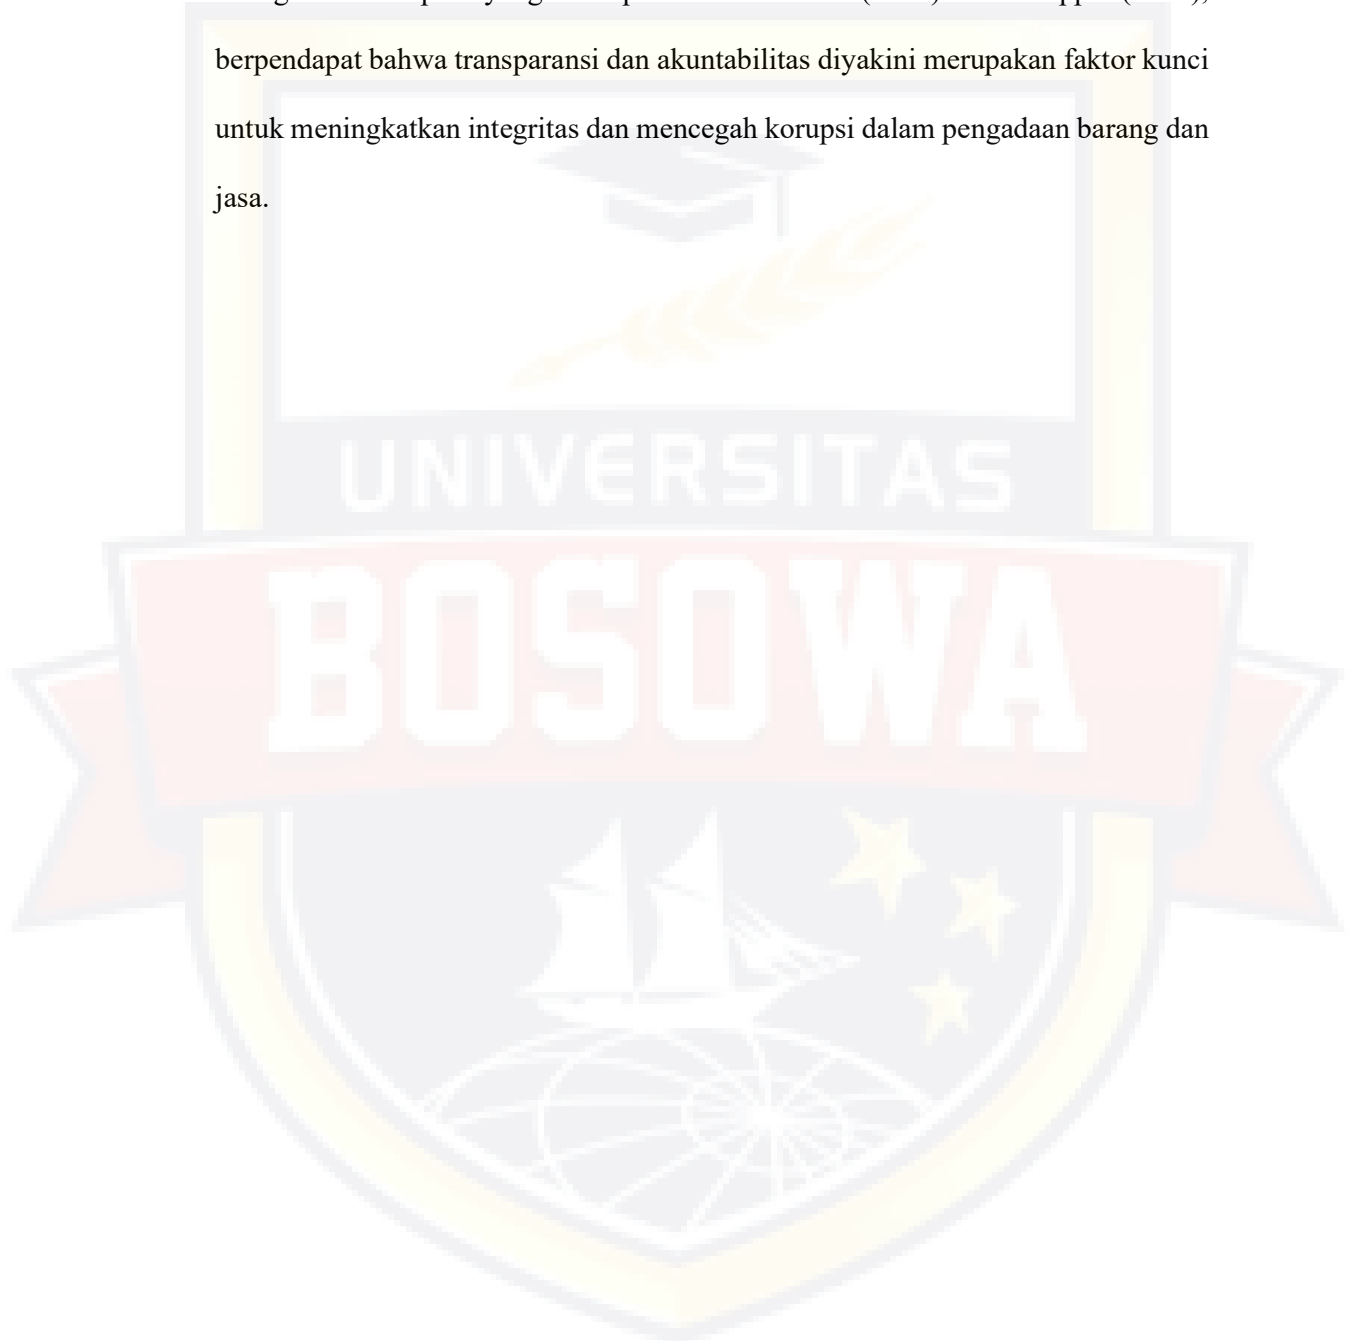 berpendapat bahwa transparansi dan akuntabilitas diyakini merupakan faktor kunci
untuk meningkatkan integritas dan mencegah korupsi dalam pengadaan barang dan
jasa.
UNIVERSITAS
BOSOWA